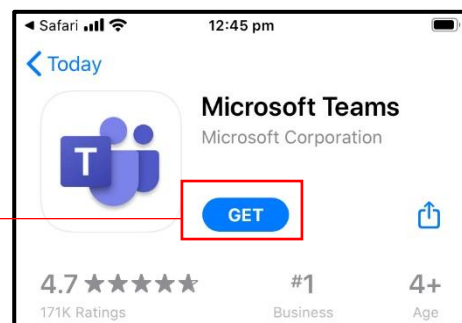 ◀ Safari 12:45 pm
Today
Microsoft Teams
Microsoft Corporation
T
GET
4.7 ★★★★★ #1 4+
171K Ratings Business Age